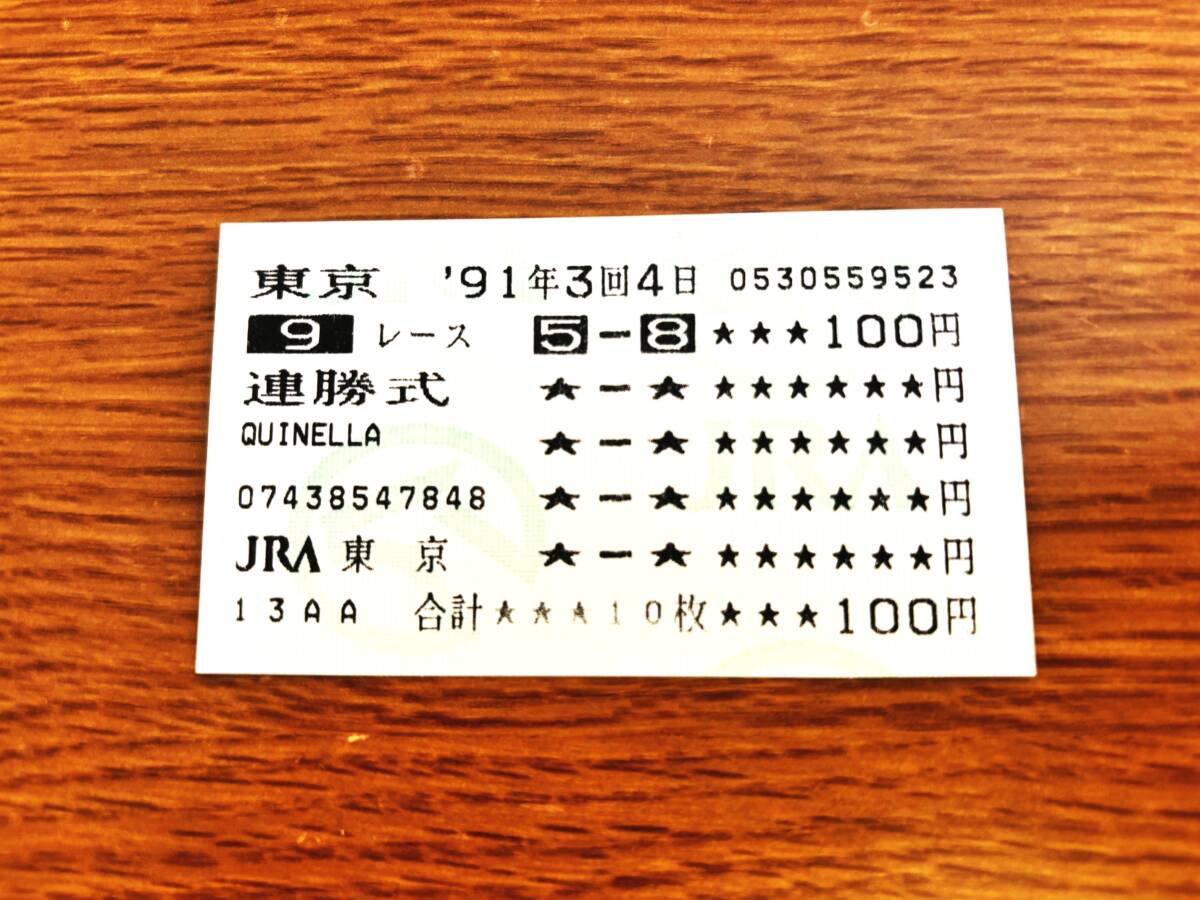 東京 '91年3回4日 0530559523
9 レース 5-8 ★★★100円
連勝式 ★-★ ★★★★★★円
QUINELLA ★-★ ★★★★★★円
07438547848 ★-★ ★★★★★★円
JRA 東京 ★-★ ★★★★★★円
13AA 合計★★★10枚★★★100円
JRA